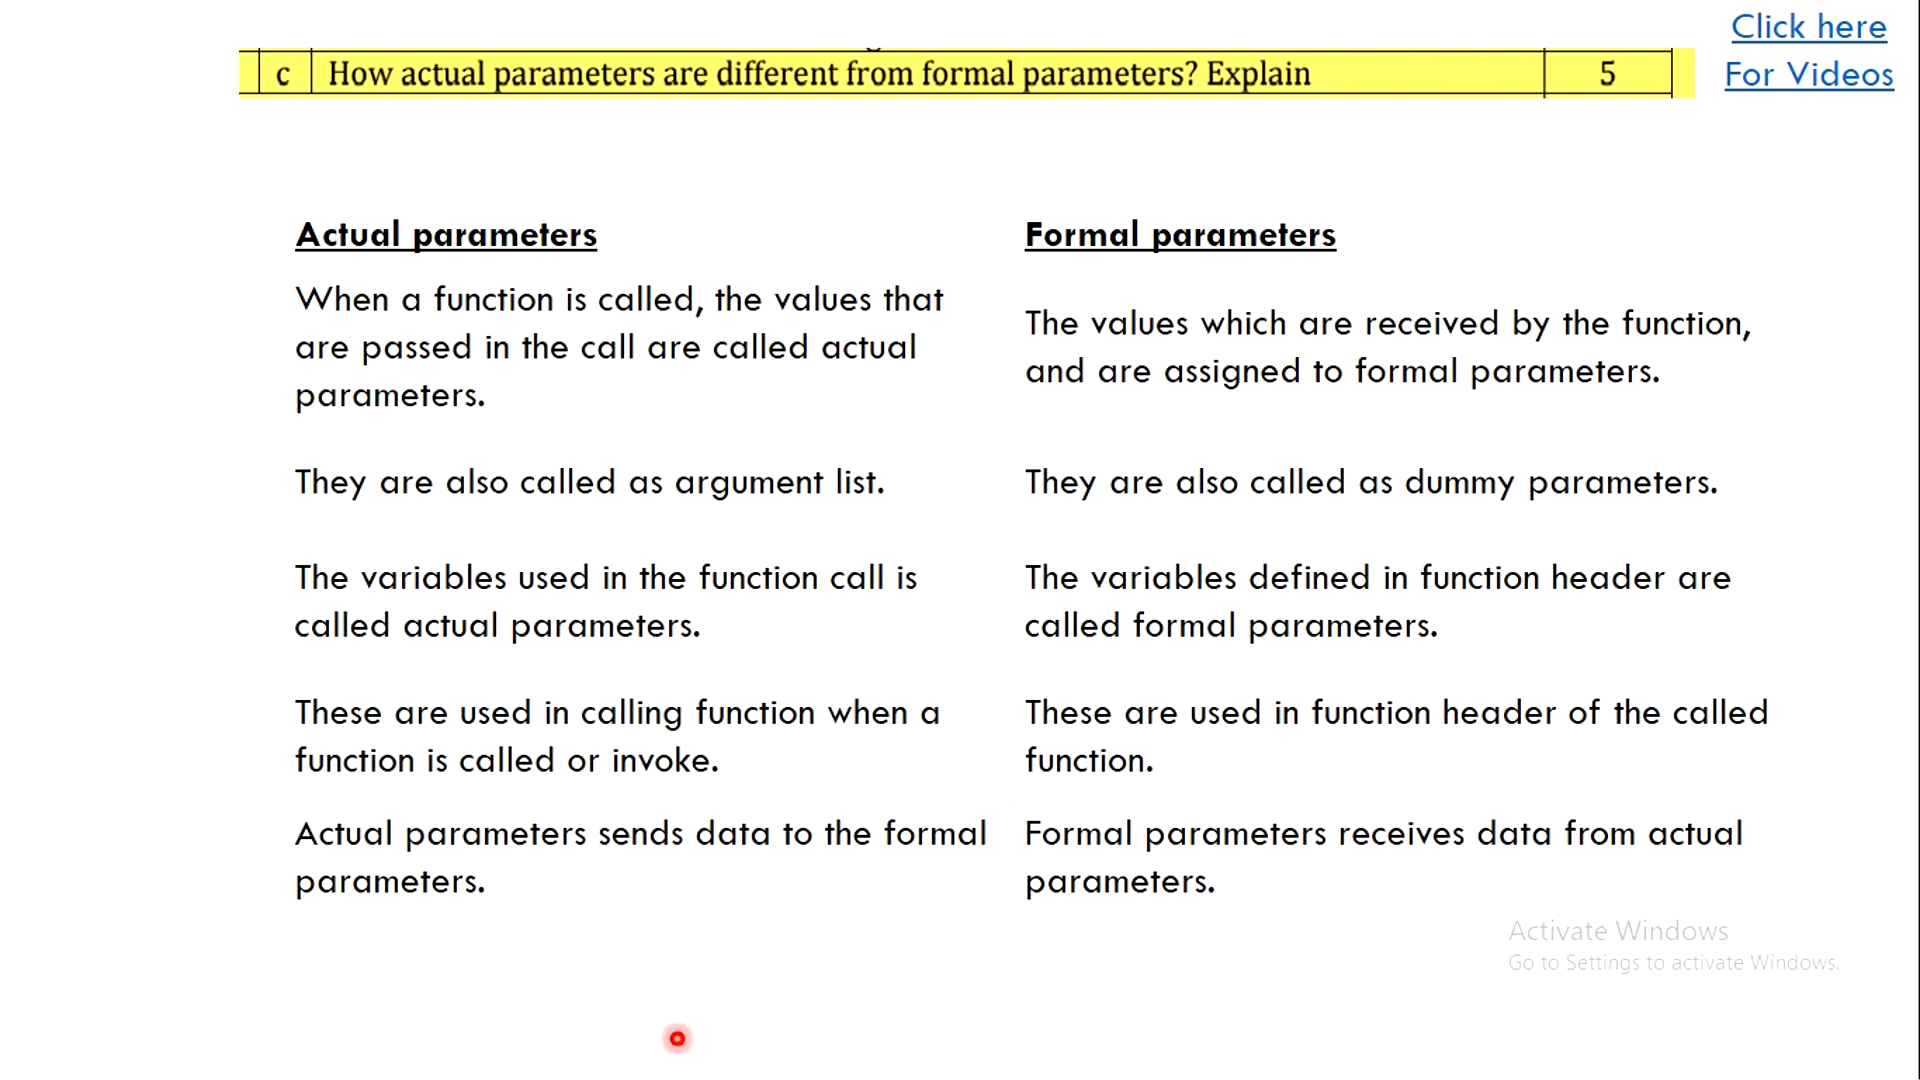 Click here
For Videos
c How actual parameters are different from formal parameters? Explain 5
Actual parameters
When a function is called, the values that
are passed in the call are called actual
parameters.
They are also called as argument list.
The variables used in the function call is
called actual parameters.
These are used in calling function when a
function is called or invoke.
Actual parameters sends data to the formal
parameters.
Formal parameters
The values which are received by the function,
and are assigned to formal parameters.
They are also called as dummy parameters.
The variables defined in function header are
called formal parameters.
These are used in function header of the called
function.
Formal parameters receives data from actual
parameters.
Activate Windows
Go to Settings to activate Windows.